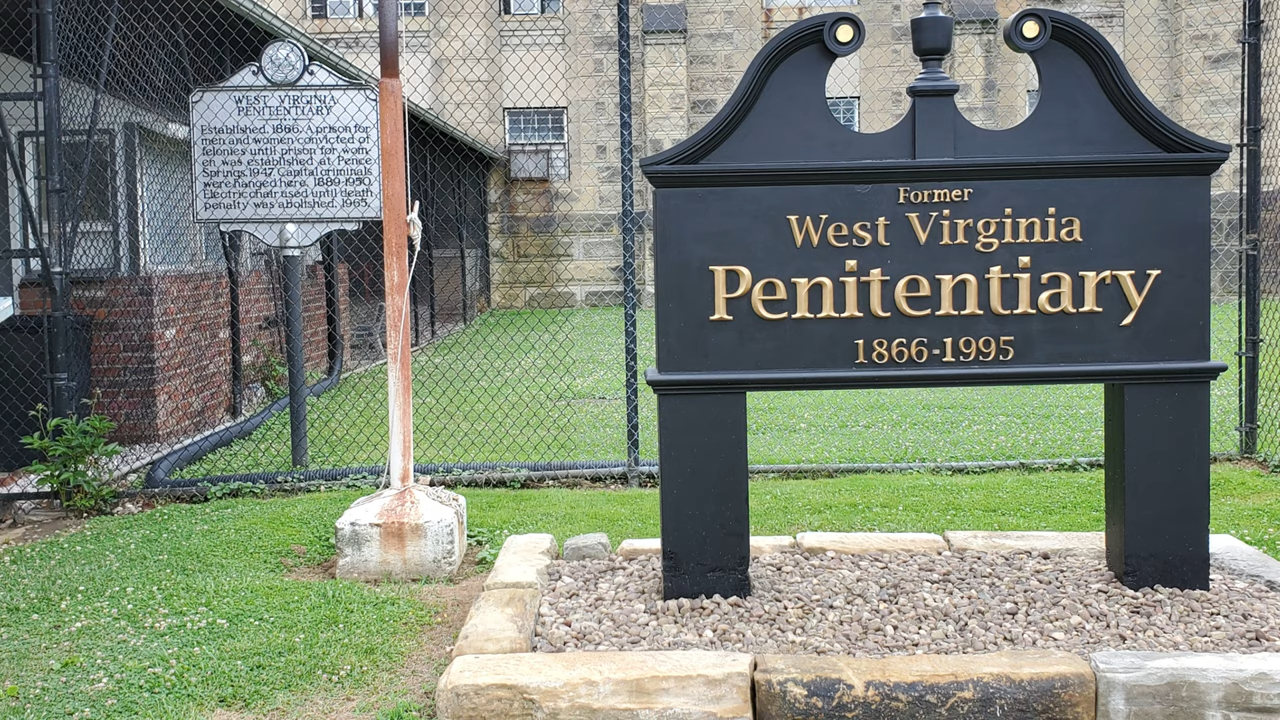 WEST VIRGINIA
PENITENTIARY
Established, 1866. A prison for
men and women convicted of
felonies until prison for wom
en was established at Pence
Springs, 1947. Capital criminals
were hanged here, 1889-1950.
Electric chair used until death
penalty was abolished, 1965.
Former
West Virginia
Penitentiary
1866-1995